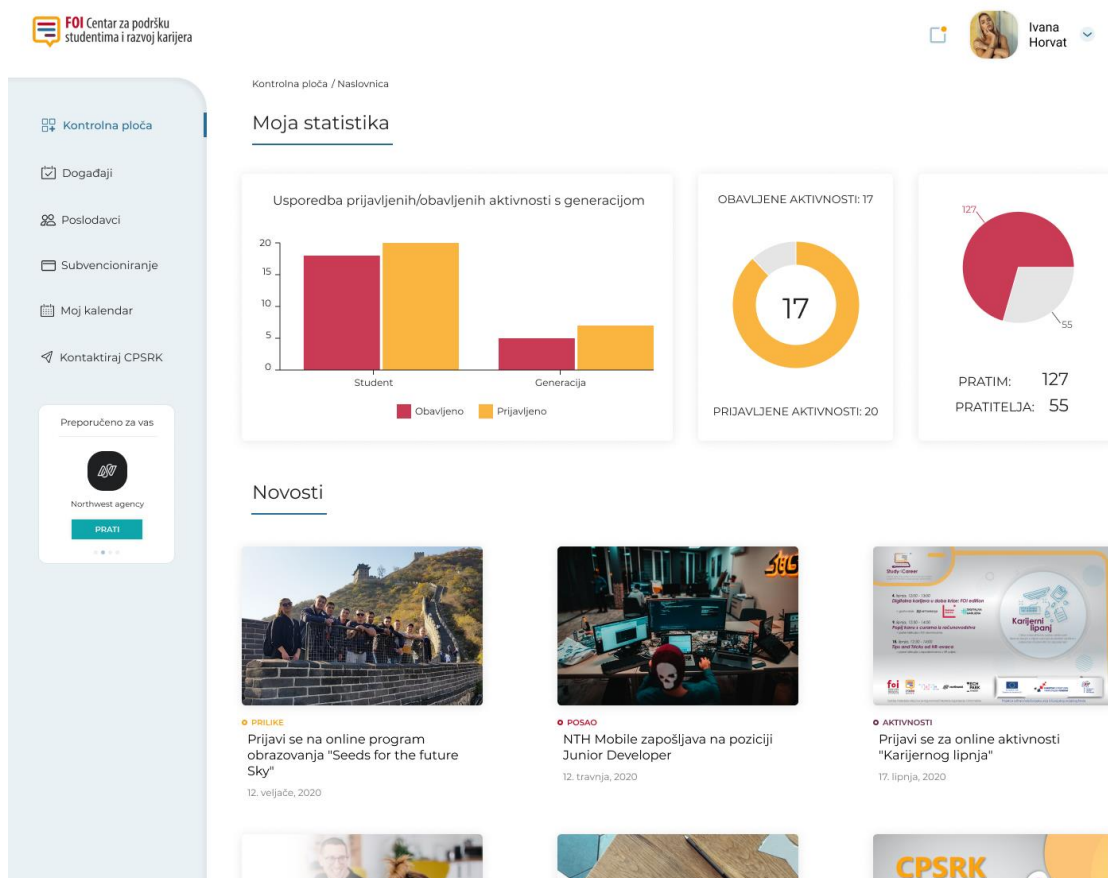 FOI Centar za podršku
studentima i razvoj karijera
Ivana
Horvat
Kontrolna ploča / Naslovnica
Kontrolna ploča
Događaji
Poslodavci
Subvencioniranje
Moj kalendar
Kontaktiraj CPSRK
Preporučeno za vas
Northwest agency
PRATI
Moja statistika
Usporedba prijavljenih/obavljenih aktivnosti s generacijom
20
15
10
5
0
Student
Generacija
Obavljeno
Prijavljeno
OBAVLJENE AKTIVNOSTI: 17
17
PRIJAVLJENE AKTIVNOSTI: 20
127
55
PRATIM: 127
PRATITELJA: 55
Novosti
PRILIKE
Prijavi se na online program
obrazovanja "Seeds for the future
Sky"
12. veljače, 2020
POSAO
NTH Mobile zapošljava na poziciji
Junior Developer
12. travnja, 2020
Karijerni
lipanj
foi
AKTIVNOSTI
Prijavi se za online aktivnosti
"Karijernog lipnja"
17. lipnja, 2020
CPSRK